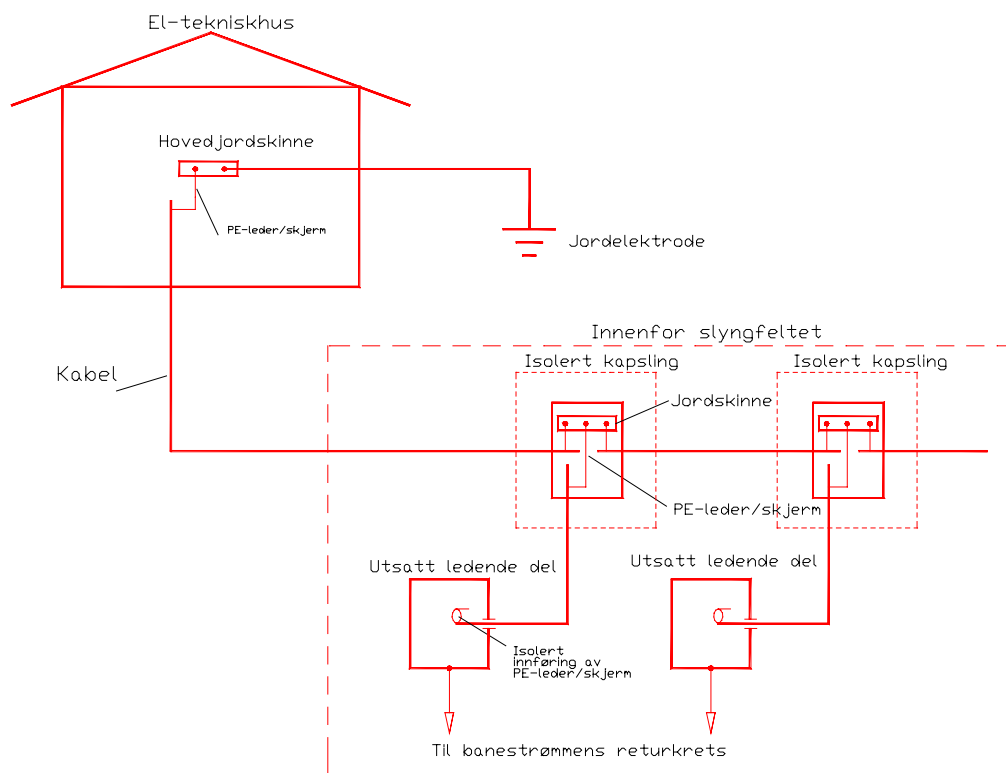 El-tekniskhus
Hovedjordskinne
PE-leder/skjerm
Jordelektrode
Innenfor slyngfeltet
Isolert kapsling
Isolert kapsling
Kabel
Jordskinne
PE-leder/skjerm
Utsatt ledende del
Utsatt ledende del
Isolert
innføring av
PE-leder/skjerm
Til banestrømmens returkrets